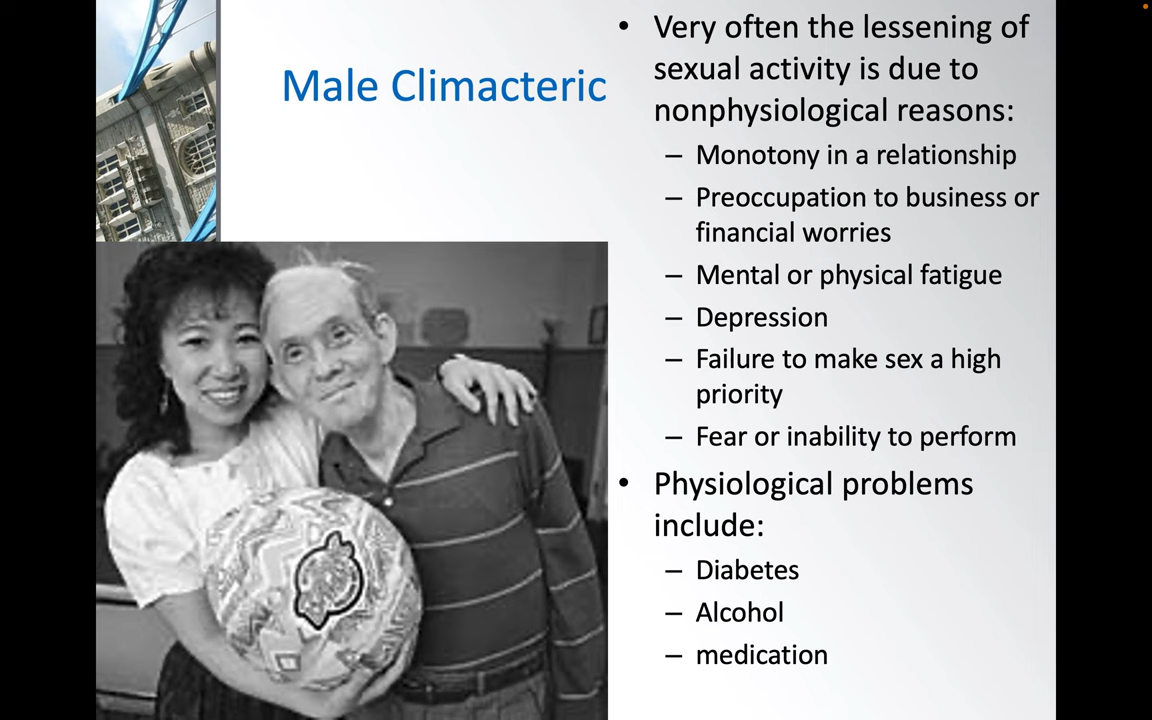 Male Climacteric
• Very often the lessening of
sexual activity is due to
nonphysiological reasons:
– Monotony in a relationship
– Preoccupation to business or
financial worries
– Mental or physical fatigue
– Depression
– Failure to make sex a high
priority
– Fear or inability to perform
• Physiological problems
include:
– Diabetes
– Alcohol
– medication